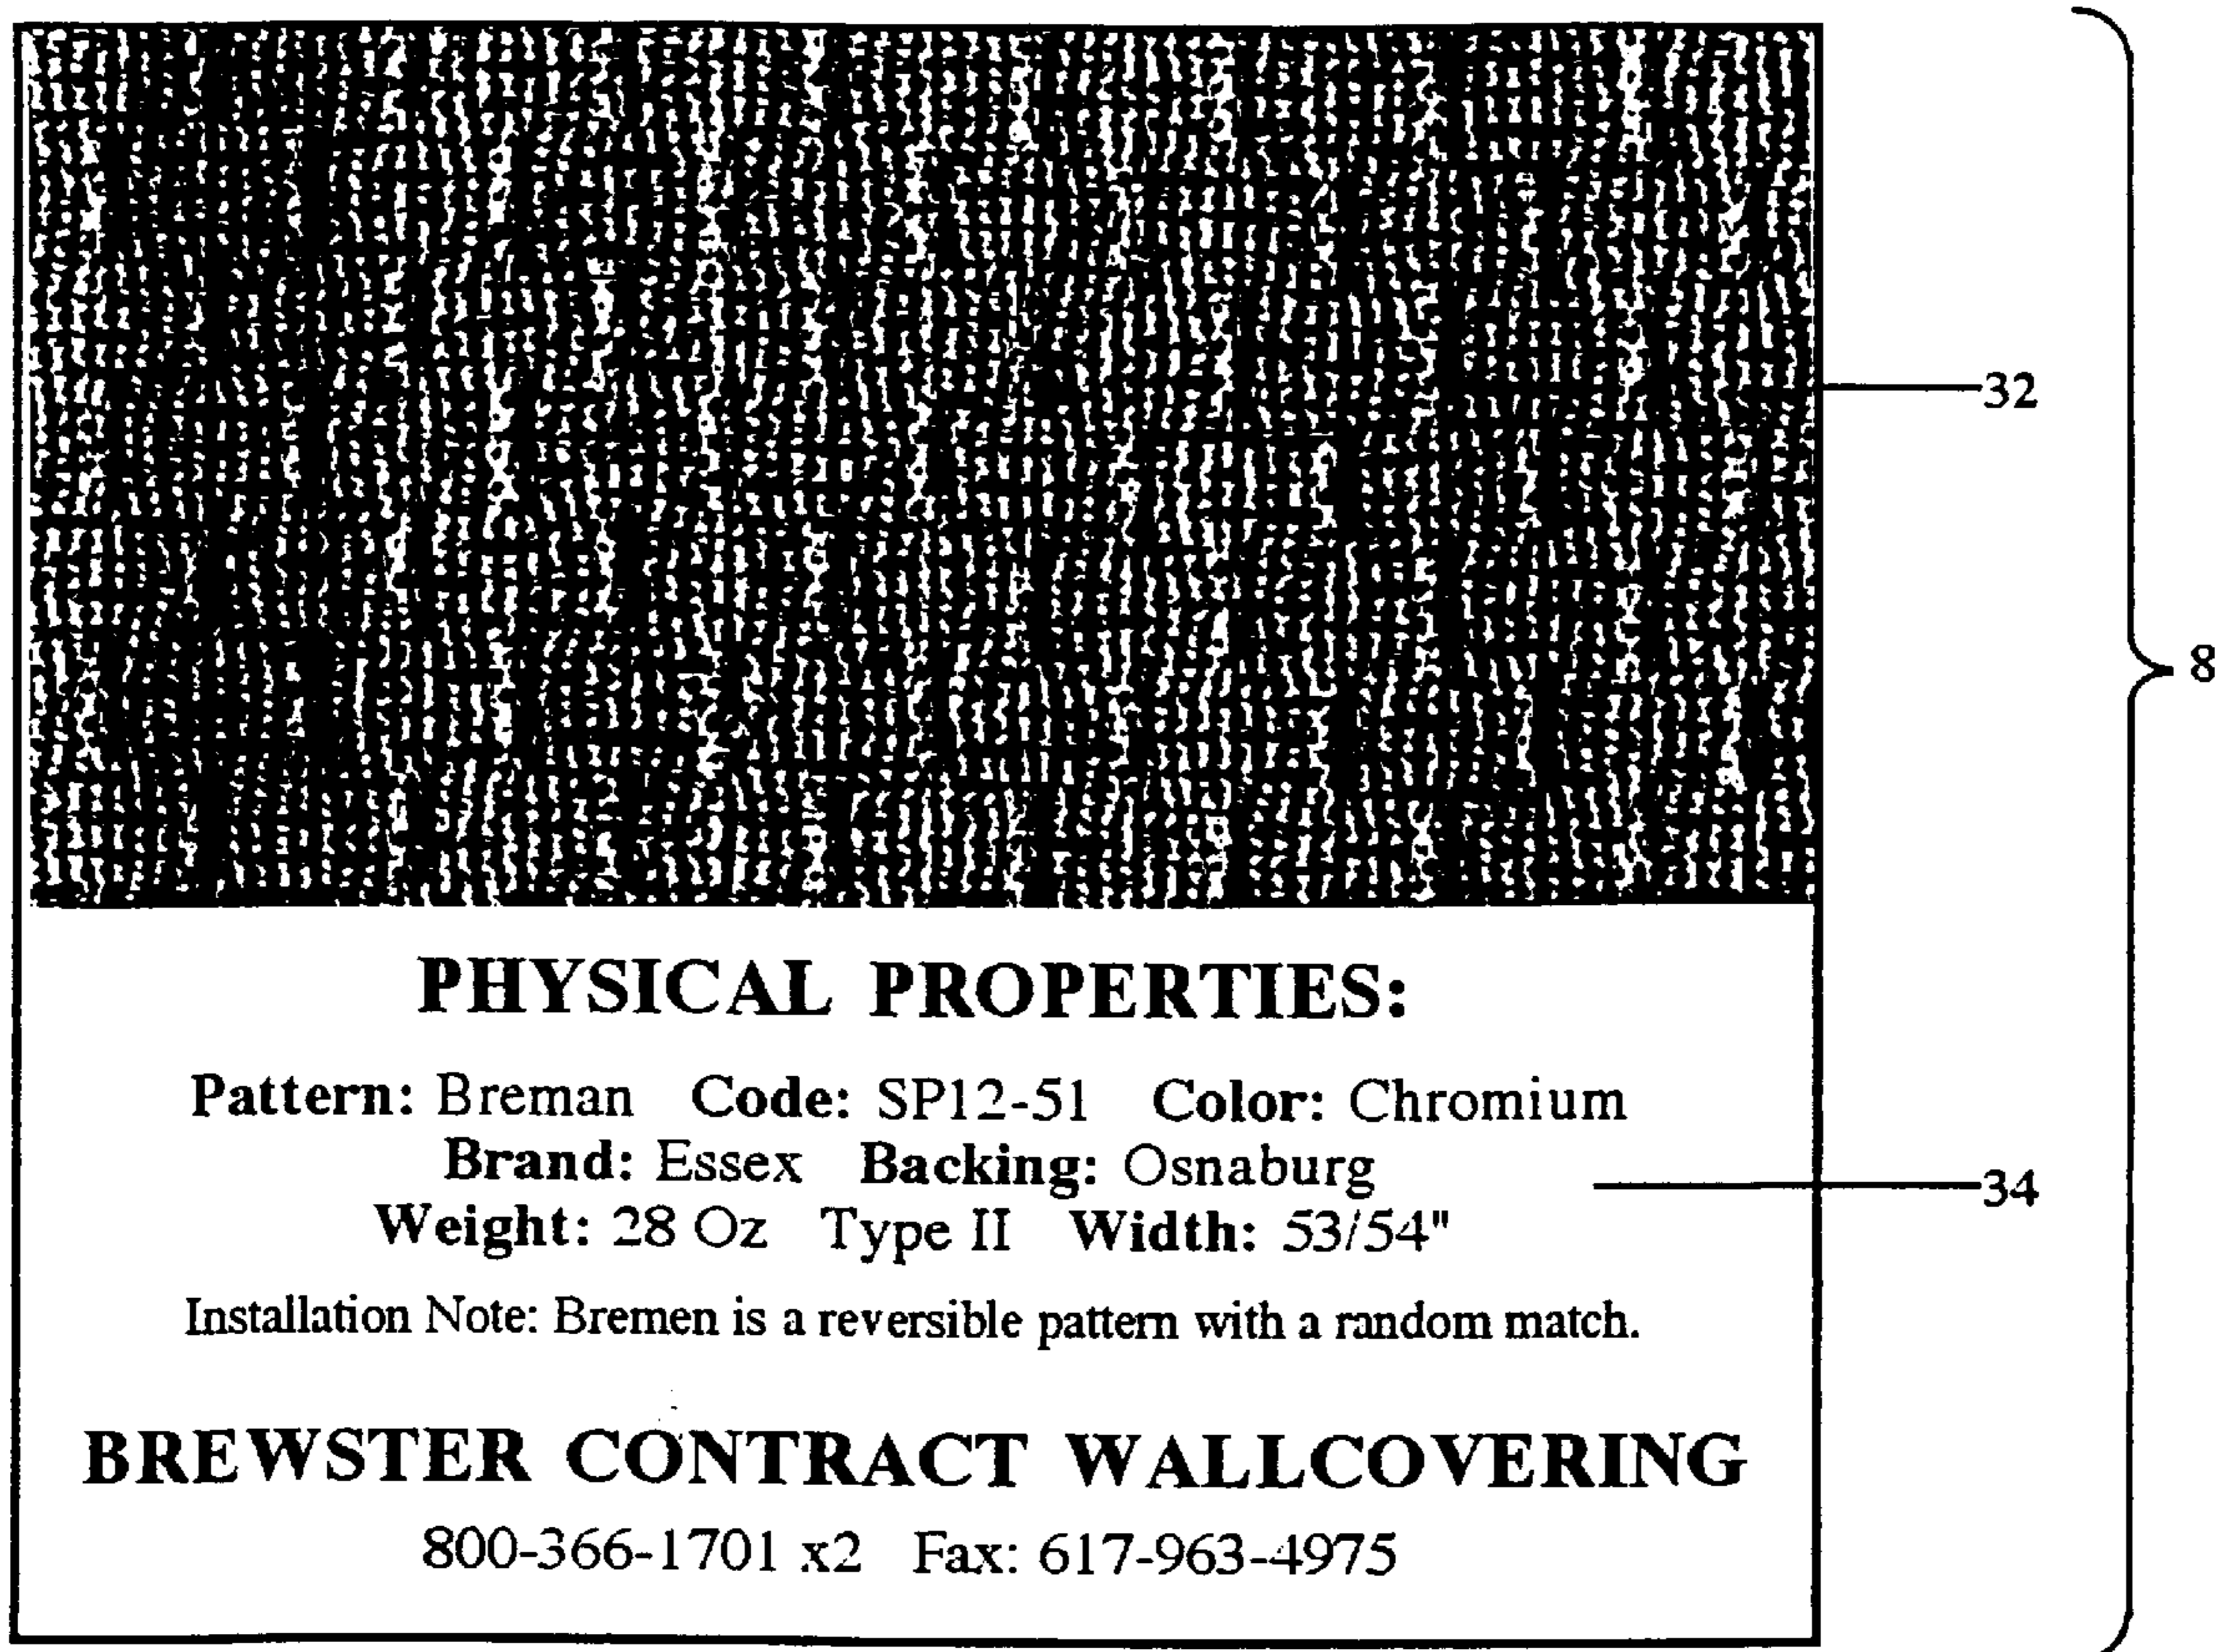 32
8
PHYSICAL PROPERTIES:
Pattern: Breman Code: SP12-51 Color: Chromium
Brand: Essex Backing: Osnaburg
34
Weight: 28 Oz Type II Width: 53/54"
Installation Note: Bremen is a reversible pattern with a random match.
BREWSTER CONTRACT WALLCOVERING
800-366-1701 x2 Fax: 617-963-4975